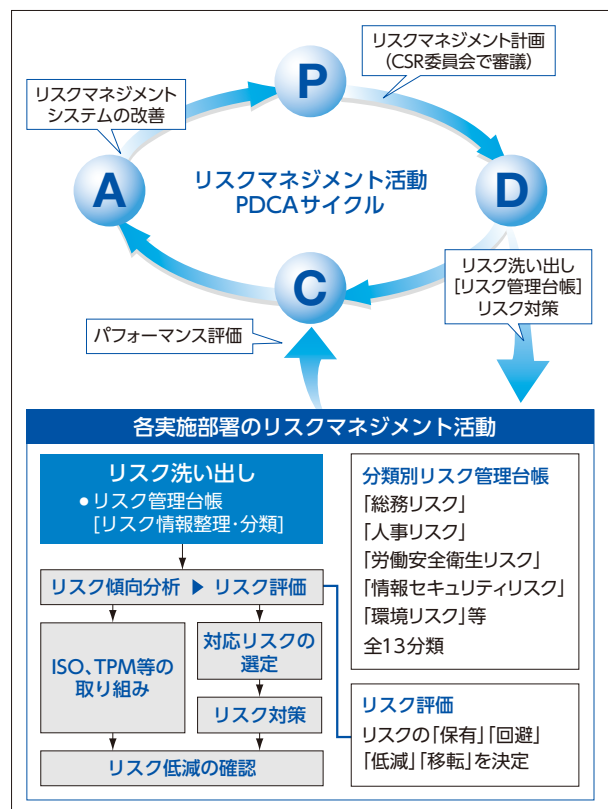 P
リスクマネジメント計画
(CSR委員会で審議)
リスクマネジメント
システムの改善
A
リスクマネジメント活動
PDCAサイクル
D
C
リスク洗い出し
[リスク管理台帳]
リスク対策
パフォーマンス評価
各実施部署のリスクマネジメント活動
リスク洗い出し
●リスク管理台帳
[リスク情報整理・分類]
リスク傾向分析 ▶ リスク評価
ISO、TPM等の
取り組み
対応リスクの
選定
リスク対策
リスク低減の確認
分類別リスク管理台帳
「総務リスク」
「人事リスク」
「労働安全衛生リスク」
「情報セキュリティリスク」
「環境リスク」等
全13分類
リスク評価
リスクの「保有」「回避」
「低減」「移転」を決定